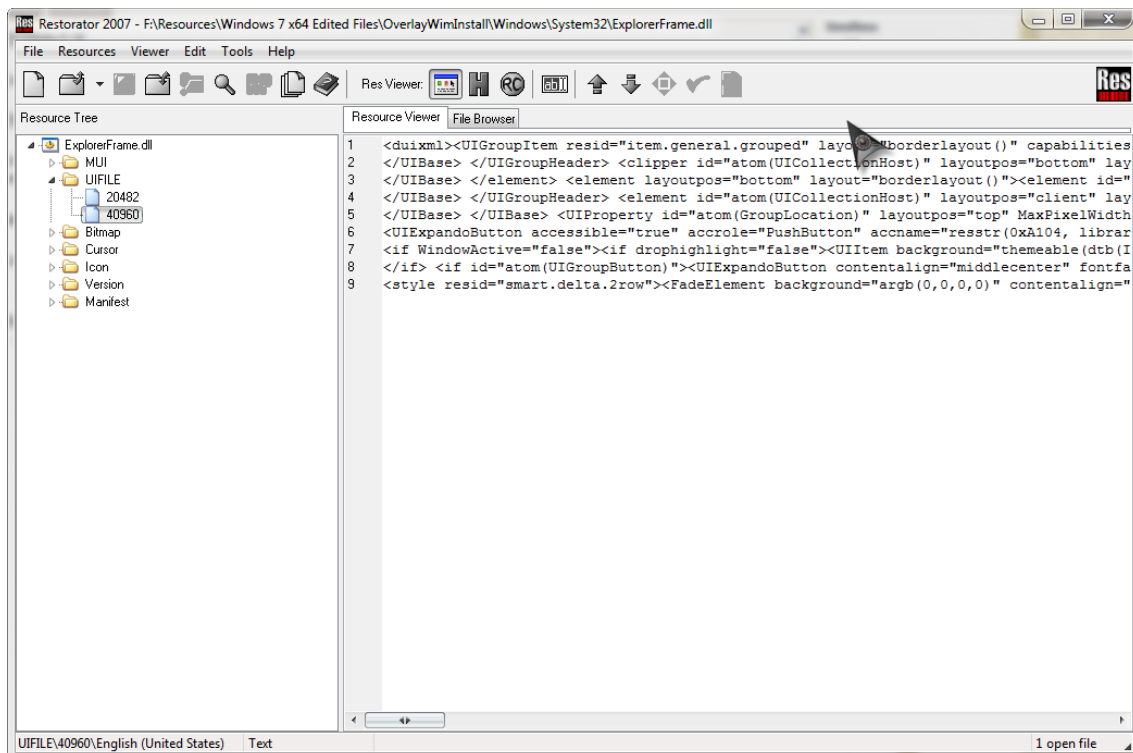 Res Restorator 2007 - F:\Resources\Windows 7 x64 Edited Files\OverlayWimInstall\Windows\System32\ExplorerFrame.dll
File Resources Viewer Edit Tools Help
Res Viewer: RC abI Res
Resource Tree
Resource Viewer File Browser
ExplorerFrame.dll
MUI
UIFILE
20482
40960
Bitmap
Cursor
Icon
Version
Manifest
1 <duixml><UIGroupItem resid="item.general.grouped" layout="borderlayout()" capabilities
2 </UIBase> </UIGroupHeader> <clipper id="atom(UICollectionHost)" layoutpos="bottom" lay
3 </UIBase> </element> <element layoutpos="bottom" layout="borderlayout()"><element id="
4 </UIBase> </UIGroupHeader> <element id="atom(UICollectionHost)" layoutpos="client" lay
5 </UIBase> </UIBase> <UIProperty id="atom(GroupLocation)" layoutpos="top" MaxPixelWidth
6 <UIExpandoButton accessible="true" accrole="PushButton" accname="resstr(0xA104, librar
7 <if WindowActive="false"><if drophighlight="false"><UIItem background="themeable(dtb(I
8 </if> <if id="atom(UIGroupButton)"><UIExpandoButton contentalign="middlecenter" fontfa
9 <style resid="smart.delta.2row"><FadeElement background="argb(0,0,0,0)" contentalign="
UIFILE\40960\English (United States) Text 1 open file